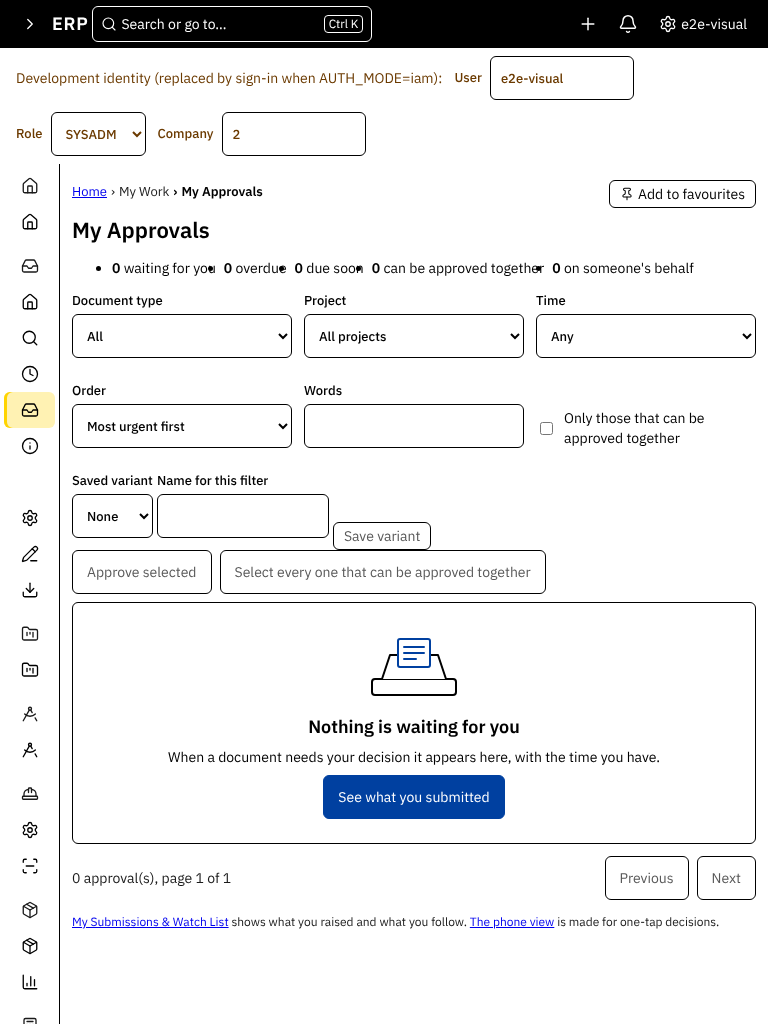 ERP Search or go to... Ctrl K e2e-visual
Development identity (replaced by sign-in when AUTH_MODE=iam): User e2e-visual
Role SYSADM Company 2
Home › My Work › My Approvals Add to favourites
My Approvals
• 0 waiting for you • 0 overdue • 0 due soon • 0 can be approved together • 0 on someone's behalf
Document type Project Time
All All projects Any
Order Words
Most urgent first
Only those that can be
approved together
Saved variant Name for this filter
None
Save variant
Approve selected Select every one that can be approved together
Nothing is waiting for you
When a document needs your decision it appears here, with the time you have.
See what you submitted
0 approval(s), page 1 of 1 Previous Next
My Submissions & Watch List shows what you raised and what you follow. The phone view is made for one-tap decisions.